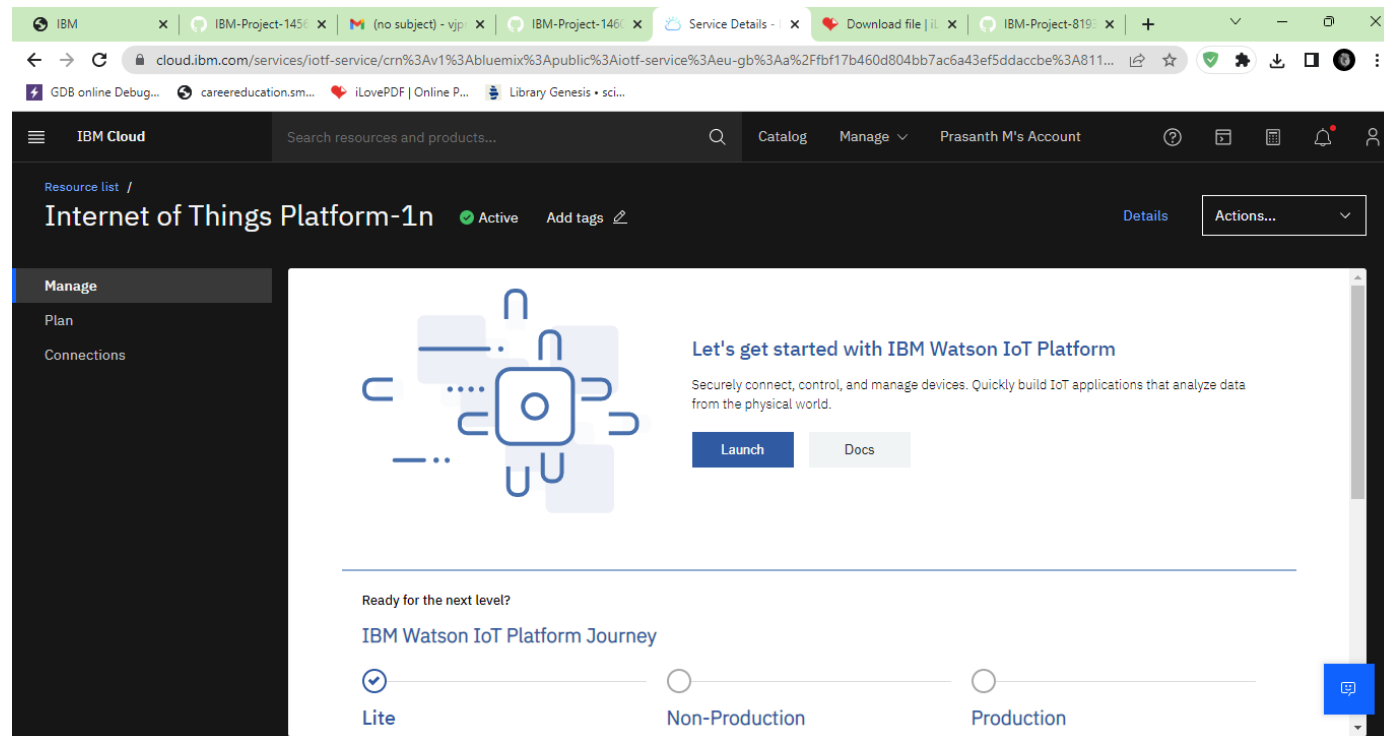 IBM
IBM-Project-1456
(no subject) - vjp
IBM-Project-1460
Service Details -
Download file | iL
IBM-Project-8193
cloud.ibm.com/services/iotf-service/crn%3Av1%3Abluemix%3Apublic%3Aiotf-service%3Aeu-gb%3Aa%2Ffbf17b460d804bb7ac6a43ef5ddaccbe%3A811...
GDB online Debug...
careereducation.sm...
iLovePDF | Online P...
Library Genesis • sci...
IBM Cloud
Search resources and products...
Catalog
Manage
Prasanth M's Account
Resource list /
Internet of Things Platform-1n
Active
Add tags
Details
Actions...
Manage
Plan
Connections
Let's get started with IBM Watson IoT Platform
Securely connect, control, and manage devices. Quickly build IoT applications that analyze data
from the physical world.
Launch
Docs
Ready for the next level?
IBM Watson IoT Platform Journey
Lite
Non-Production
Production